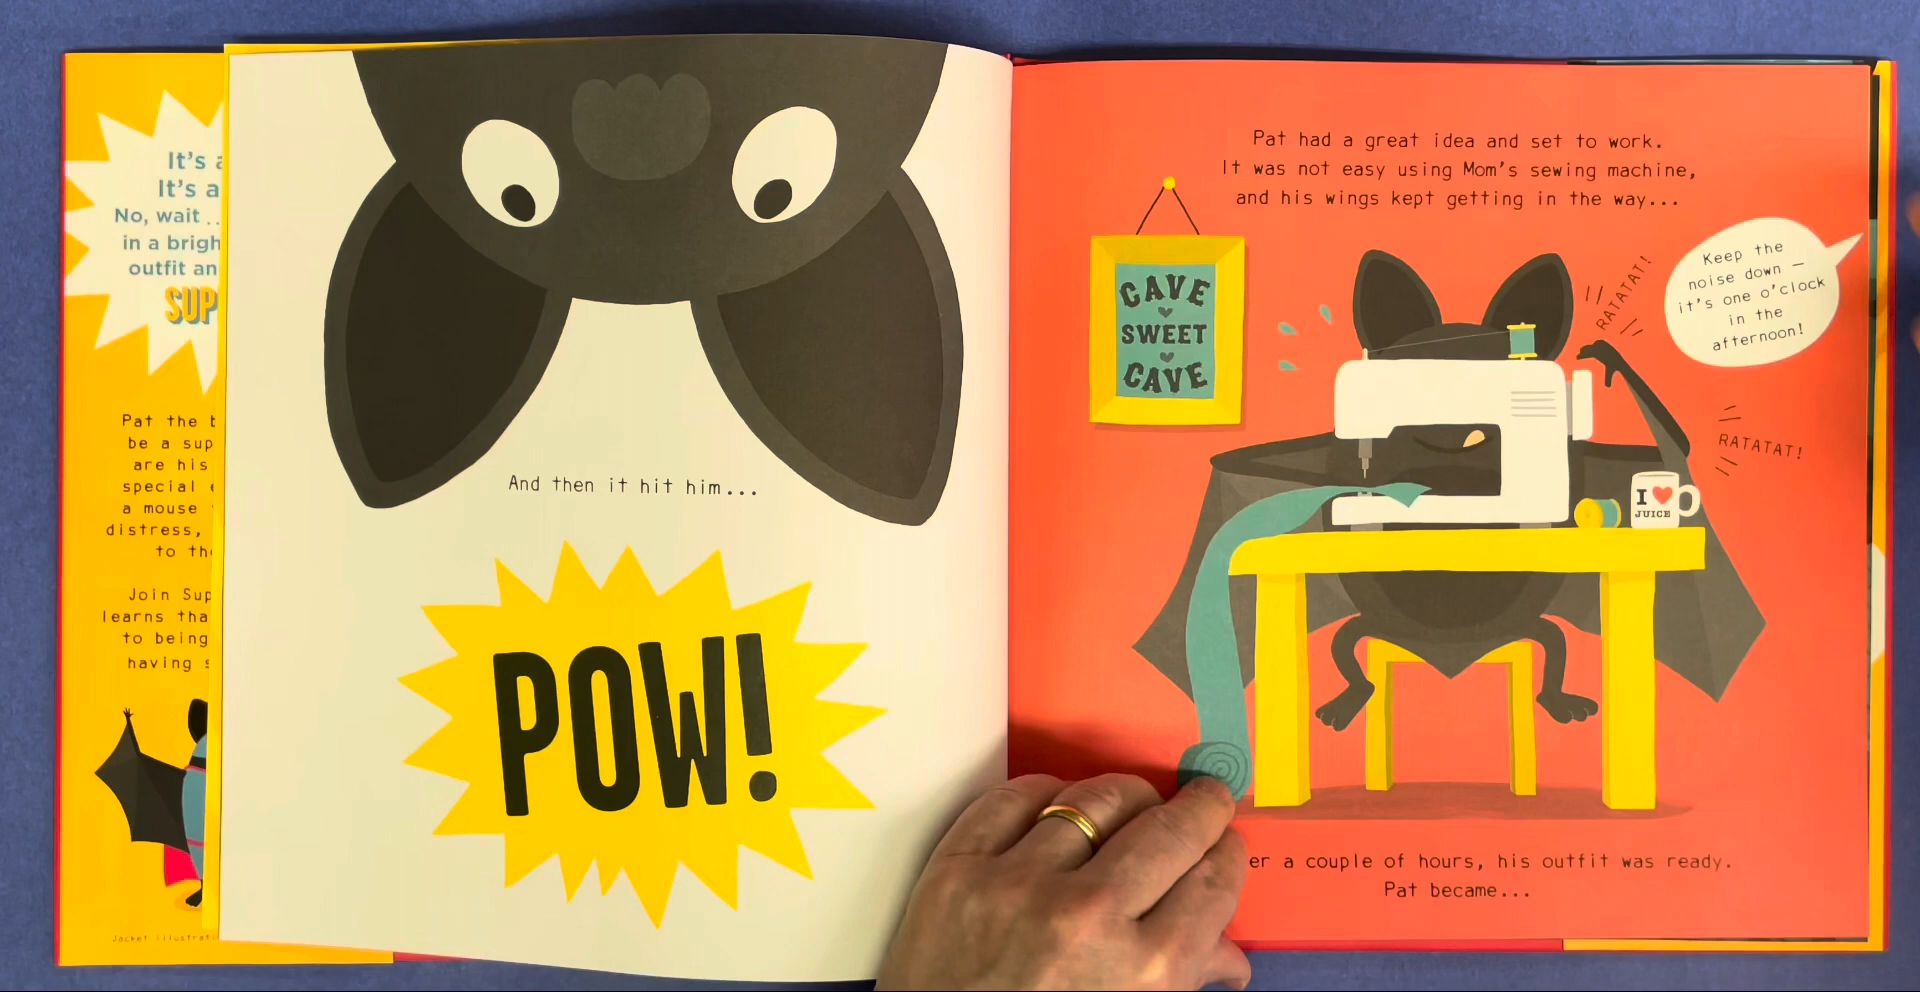 It's a
It's a
No, wait ..
in a brigh
outfit an
SUP
Pat the b
be a sup
are his
special
a mouse
distress,
to the
Join Sup
learns tha
to being
having s
Jacket illustrati
And then it hit him...
POW!
Pat had a great idea and set to work.
It was not easy using Mom's sewing machine,
and his wings kept getting in the way...
CAVE
SWEET
CAVE
RATATAT!
Keep the
noise down —
it's one o'clock
in the
afternoon!
RATATAT!
I ♥
JUICE
er a couple of hours, his outfit was ready.
Pat became...